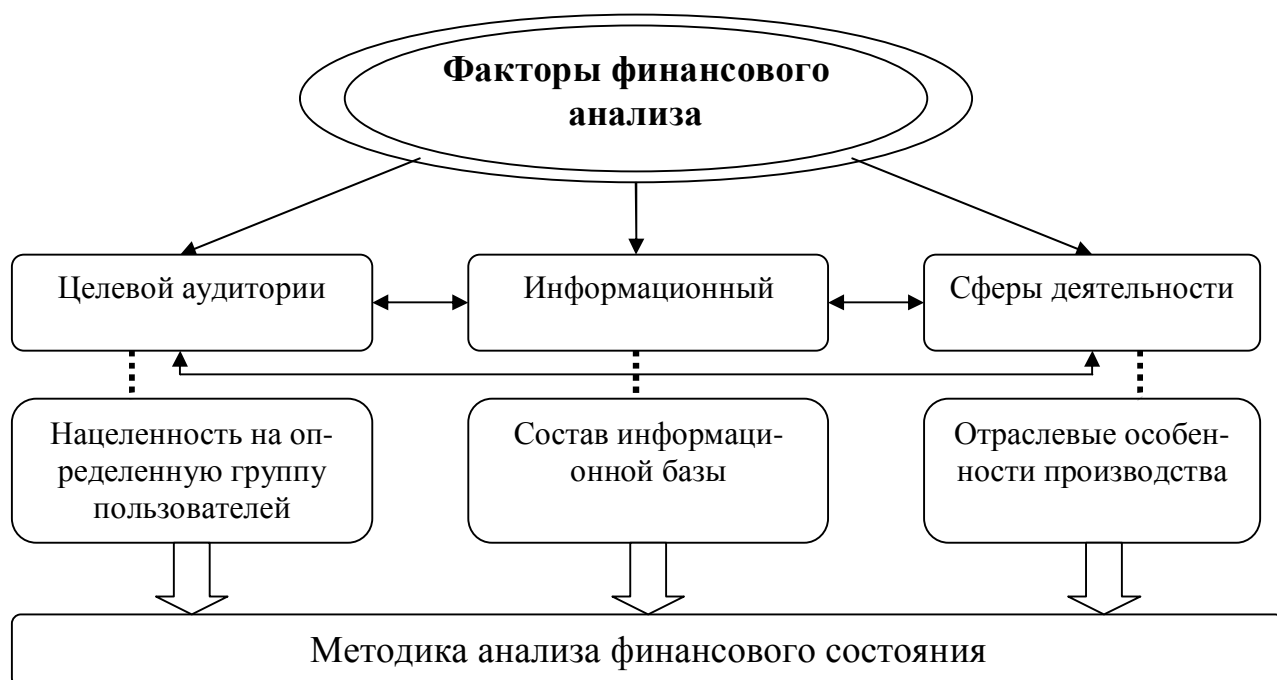 Факторы финансового
анализа
Целевой аудитории
Информационный
Сферы деятельности
Нацеленность на оп-
ределенную группу
пользователей
Состав информаци-
онной базы
Отраслевые особен-
ности производства
Методика анализа финансового состояния